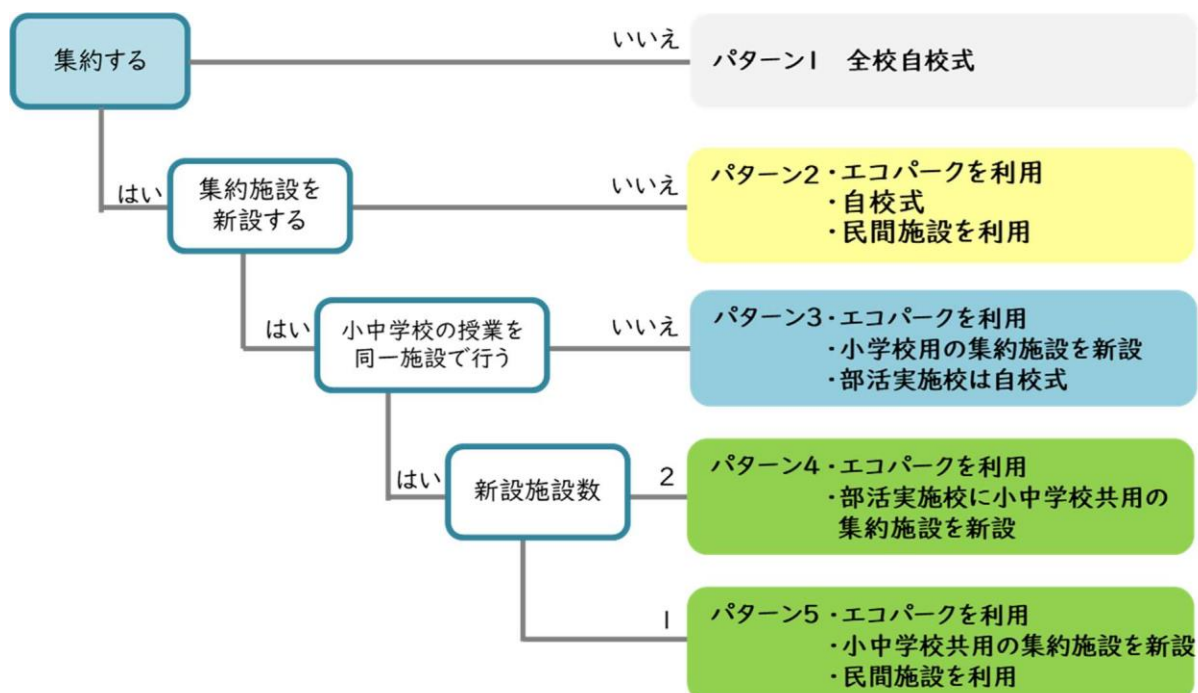 集約する
いいえ
パターン1 全校自校式
はい
集約施設を
新設する
いいえ
パターン2・エコパークを利用
・自校式
・民間施設を利用
はい
小中学校の授業を
同一施設で行う
いいえ
パターン3・エコパークを利用
・小学校用の集約施設を新設
・部活実施校は自校式
はい
新設施設数
2
パターン4・エコパークを利用
・部活実施校に小中学校共用の
集約施設を新設
1
パターン5・エコパークを利用
・小中学校共用の集約施設を新設
・民間施設を利用